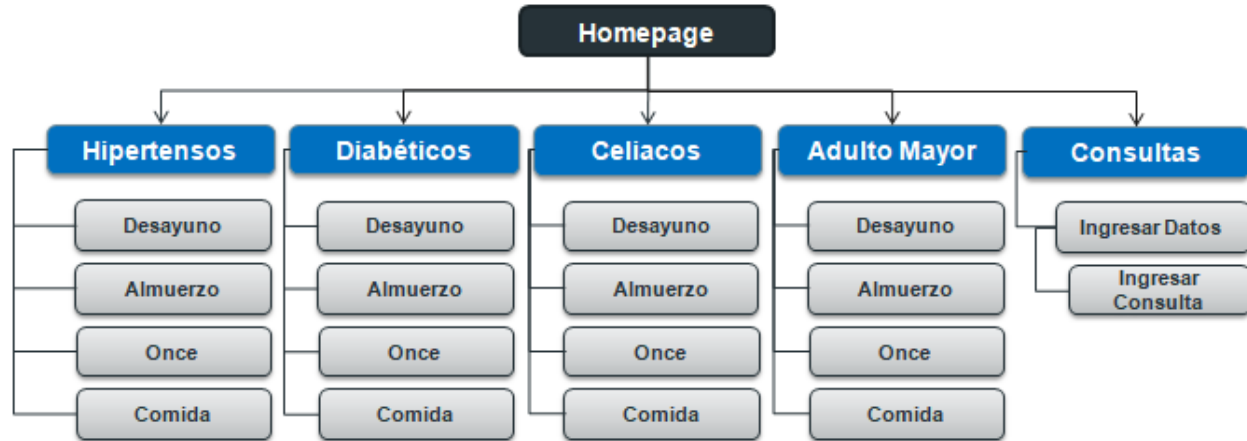 Homepage
Hipertensos
Diabéticos
Celiacos
Adulto Mayor
Consultas
Desayuno
Desayuno
Desayuno
Desayuno
Ingresar Datos
Almuerzo
Almuerzo
Almuerzo
Almuerzo
Ingresar
Consulta
Once
Once
Once
Once
Comida
Comida
Comida
Comida